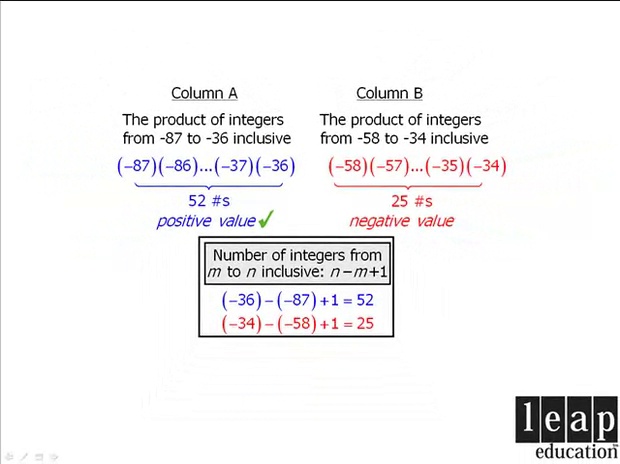 Column A
Column B
The product of integers
from -87 to -36 inclusive
The product of integers
from -58 to -34 inclusive
(−87)(−86)...(−37)(−36)
(−58)(−57)...(−35)(−34)
52 #s
25 #s
positive value ✓
negative value
Number of integers from
m to n inclusive: n−m+1
(−36)−(−87)+1 = 52
(−34)−(−58)+1 = 25
leap
education™